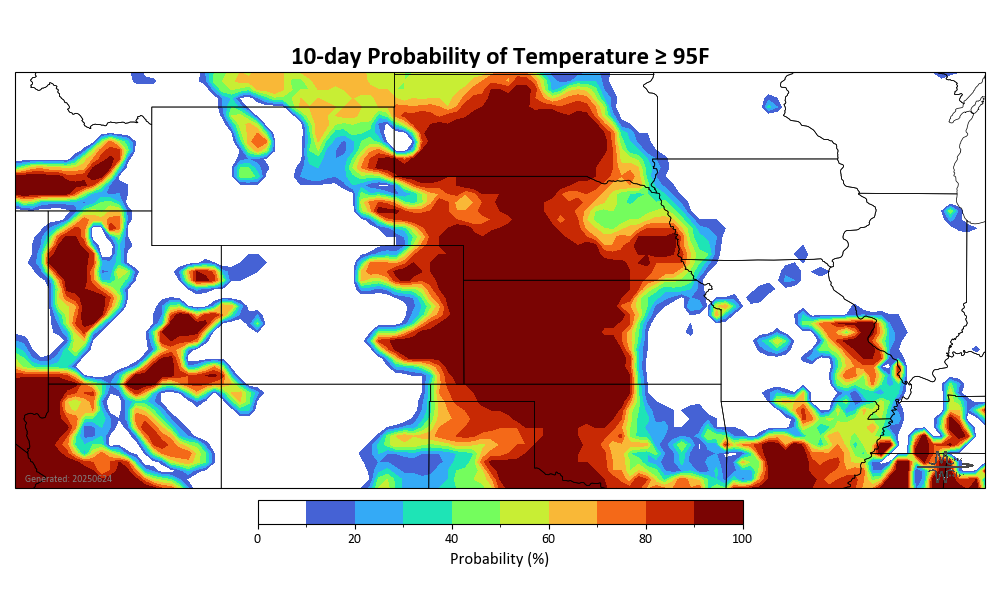 10-day Probability of Temperature ≥ 95F
Generated: 20250624
0 20 40 60 80 100
Probability (%)